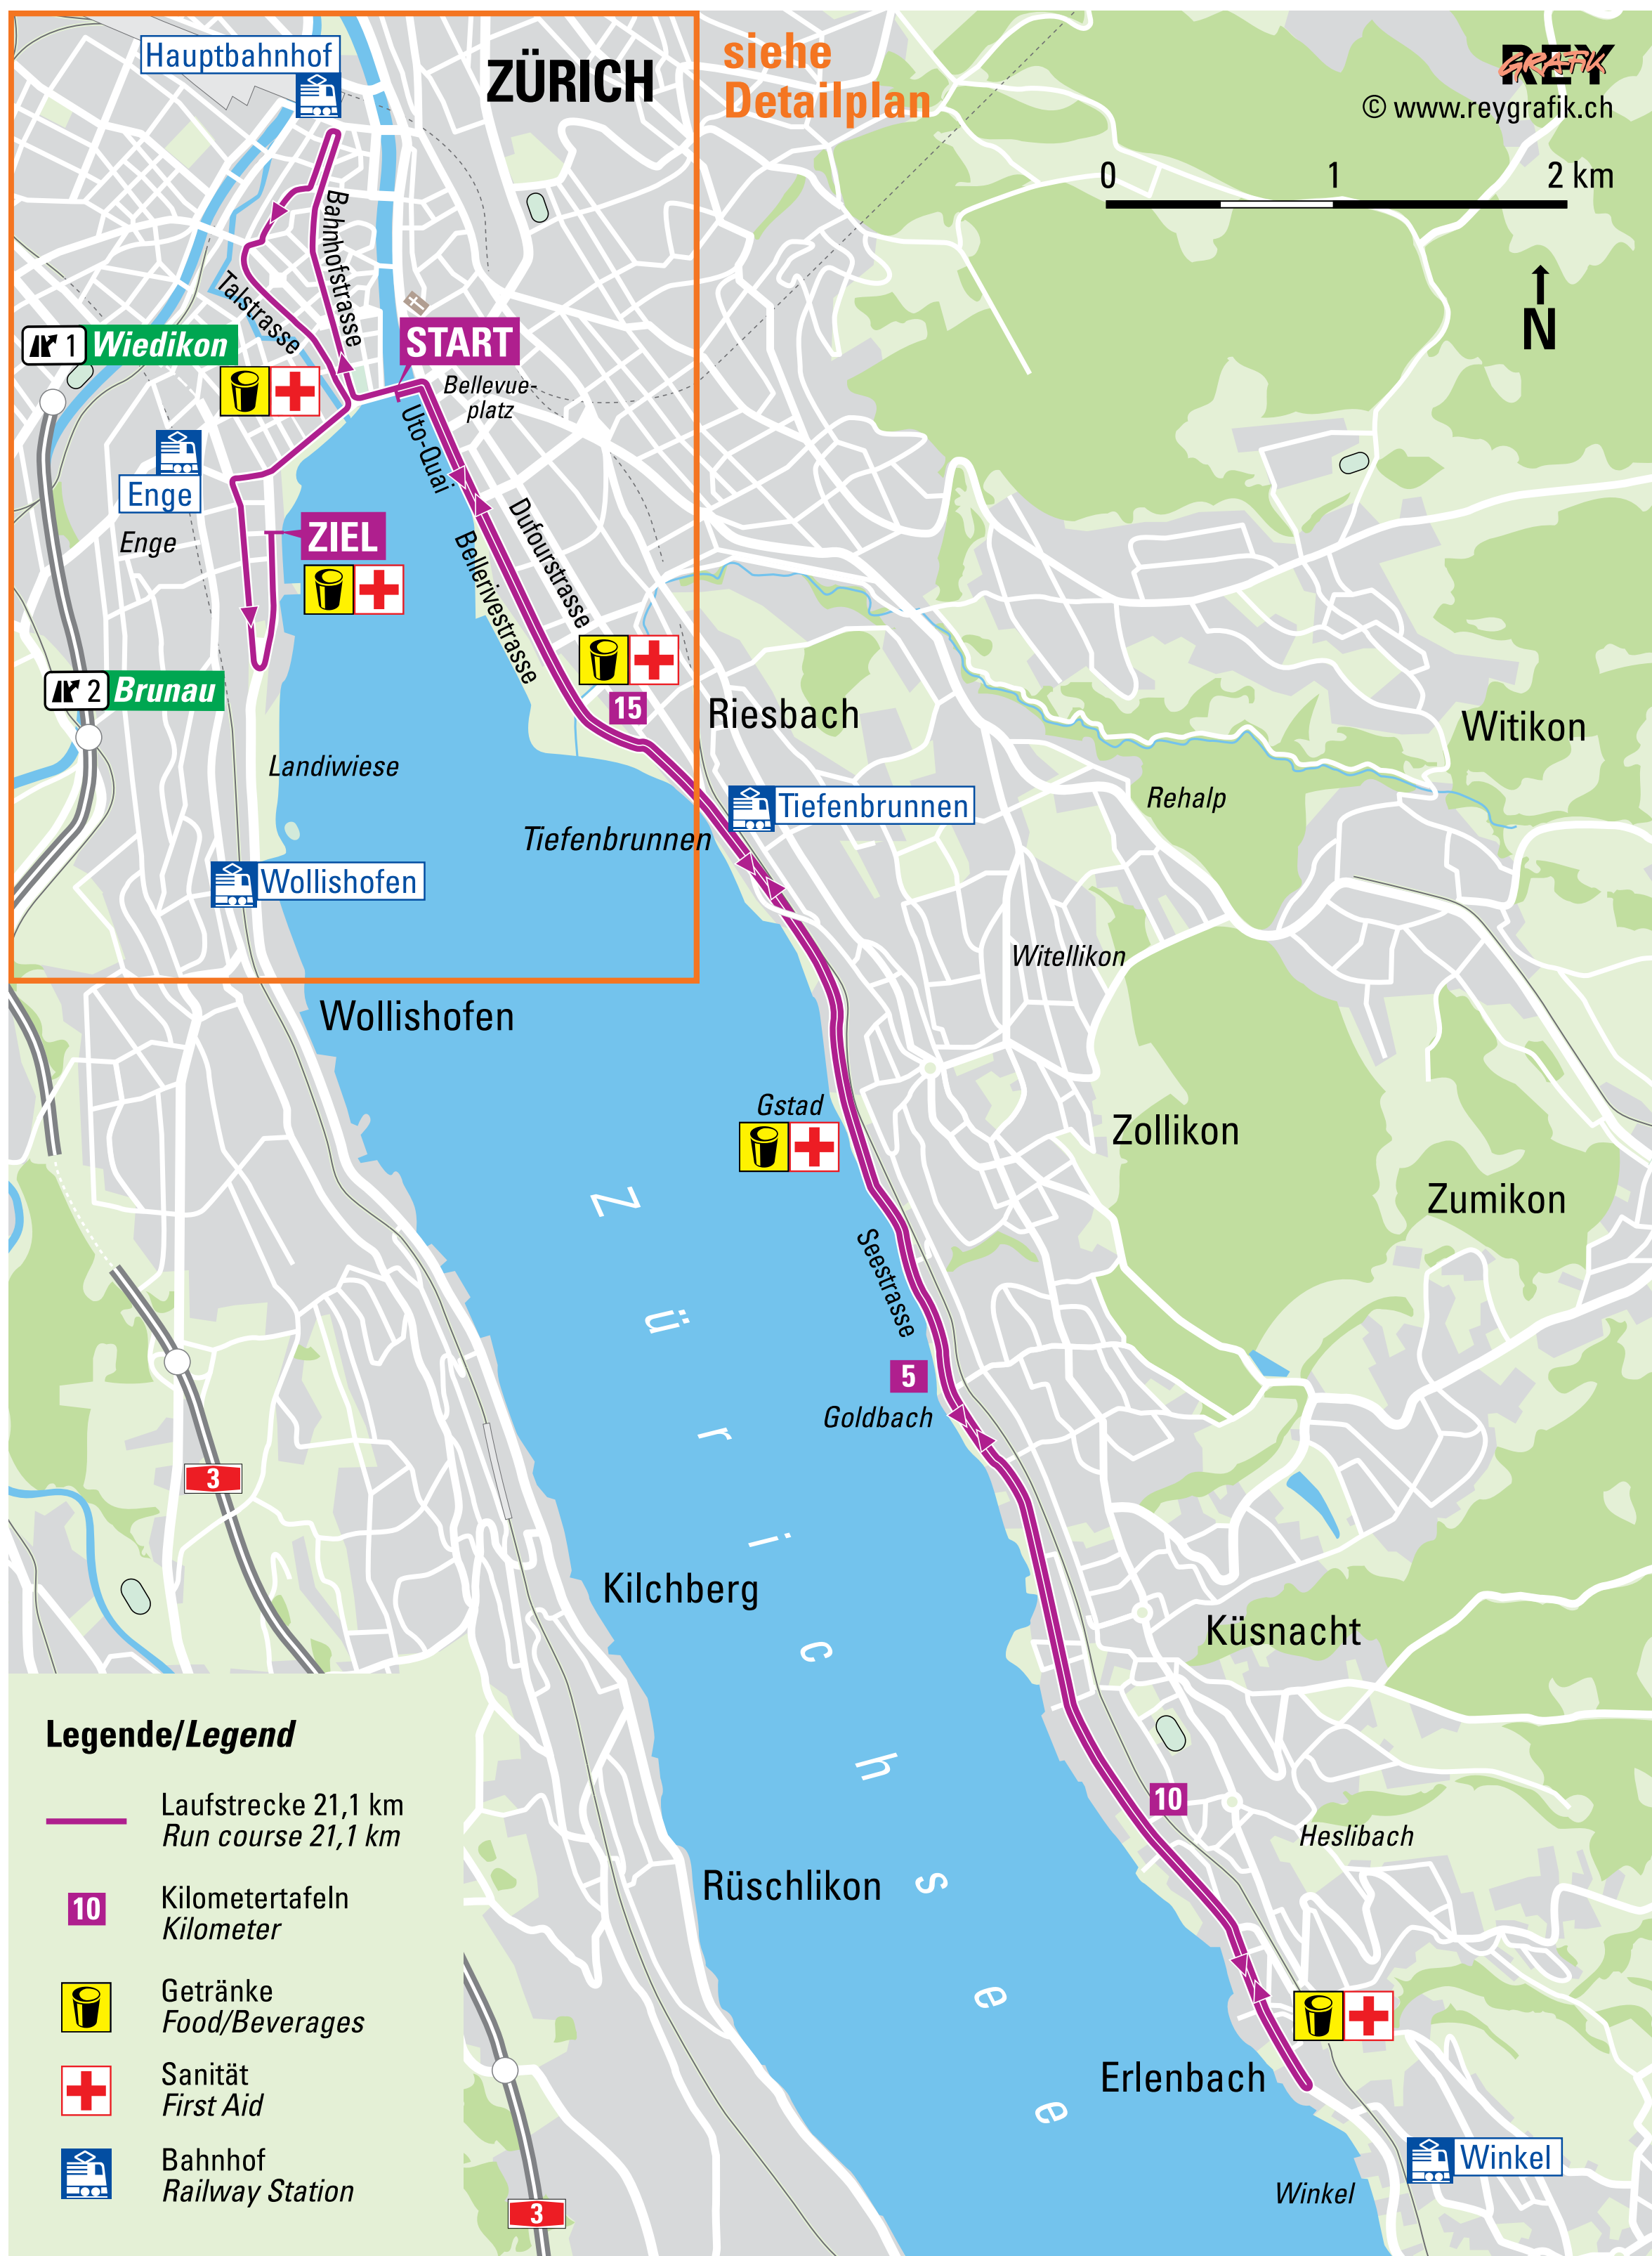 Hauptbahnhof
ZÜRICH
siehe
Detailplan
REY
GRAFIK
© www.reygrafik.ch
0 1 2 km
N
Bahnhofstrasse
Talstrasse
1 Wiedikon
START
Bellevue-
platz
Uto-Quai
Enge
Enge
ZIEL
Dufourstrasse
Bellerivestrasse
2 Brunau
15
Riesbach
Witikon
Landiwiese
Tiefenbrunnen
Rehalp
Tiefenbrunnen
Wollishofen
Witellikon
Wollishofen
Gstad
Zollikon
Zumikon
Seestrasse
5
Goldbach
3
Zürichsee
Kilchberg
Küsnacht
10
Heslibach
Rüschlikon
Erlenbach
Winkel
Winkel
3
Legende/Legend
Laufstrecke 21,1 km
Run course 21,1 km
10
Kilometertafeln
Kilometer
Getränke
Food/Beverages
Sanität
First Aid
Bahnhof
Railway Station